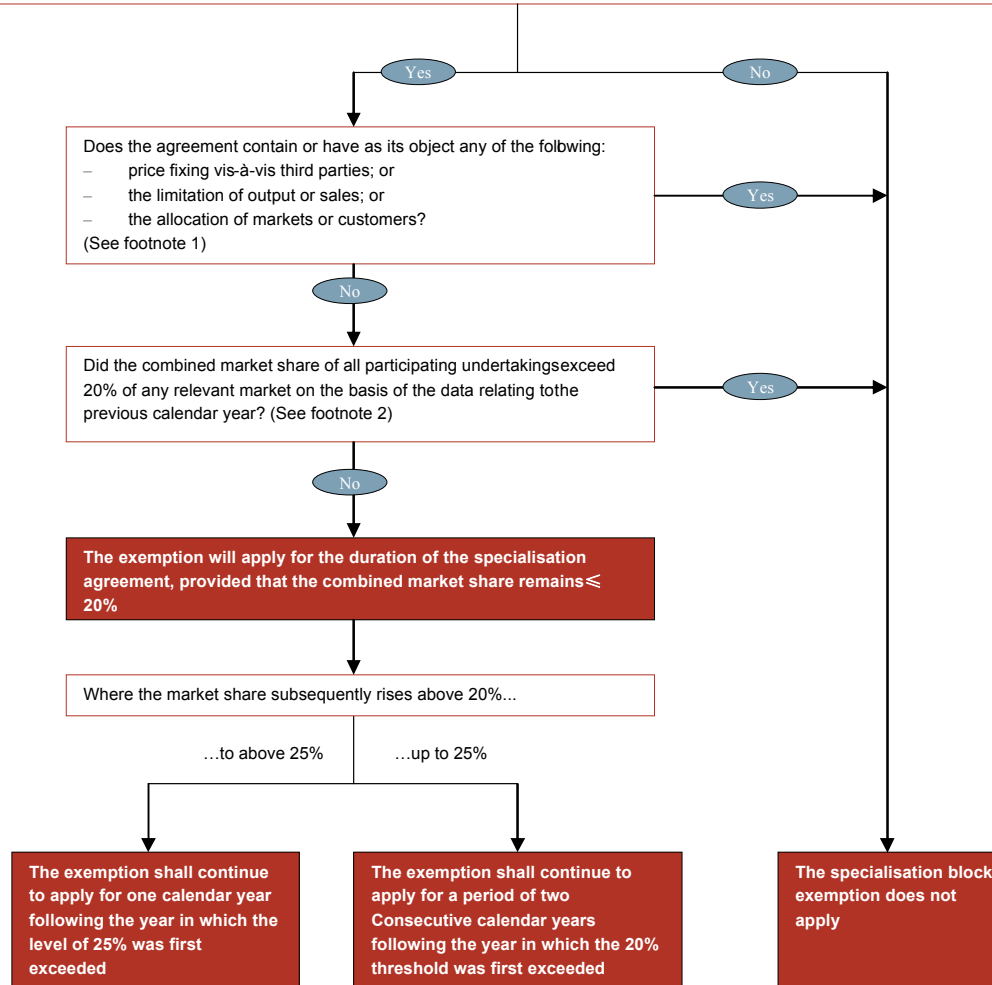 Yes
No
Does the agreement contain or have as its object any of the folbwing:
– price fixing vis-à-vis third parties; or
– the limitation of output or sales; or
– the allocation of markets or customers?
(See footnote 1)
Yes
No
Did the combined market share of all participating undertakingsexceed
20% of any relevant market on the basis of the data relating tothe
previous calendar year? (See footnote 2)
Yes
No
The exemption will apply for the duration of the specialisation
agreement, provided that the combined market share remains≤
20%
Where the market share subsequently rises above 20%...
…to above 25%
…up to 25%
The exemption shall continue
to apply for one calendar year
following the year in which the
level of 25% was first
exceeded
The exemption shall continue to
apply for a period of two
Consecutive calendar years
following the year in which the 20%
threshold was first exceeded
The specialisation block
exemption does not
apply